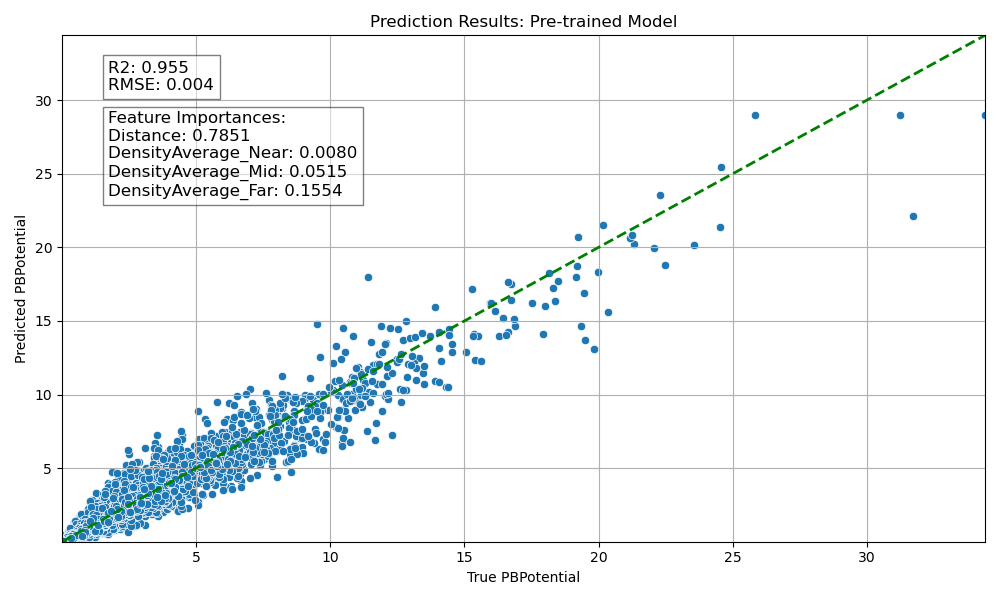 Prediction Results: Pre-trained Model
R2: 0.955
RMSE: 0.004
Feature Importances:
Distance: 0.7851
DensityAverage_Near: 0.0080
DensityAverage_Mid: 0.0515
DensityAverage_Far: 0.1554
Predicted PBPotential
30
25
20
15
10
5
5
10
15
20
25
30
True PBPotential